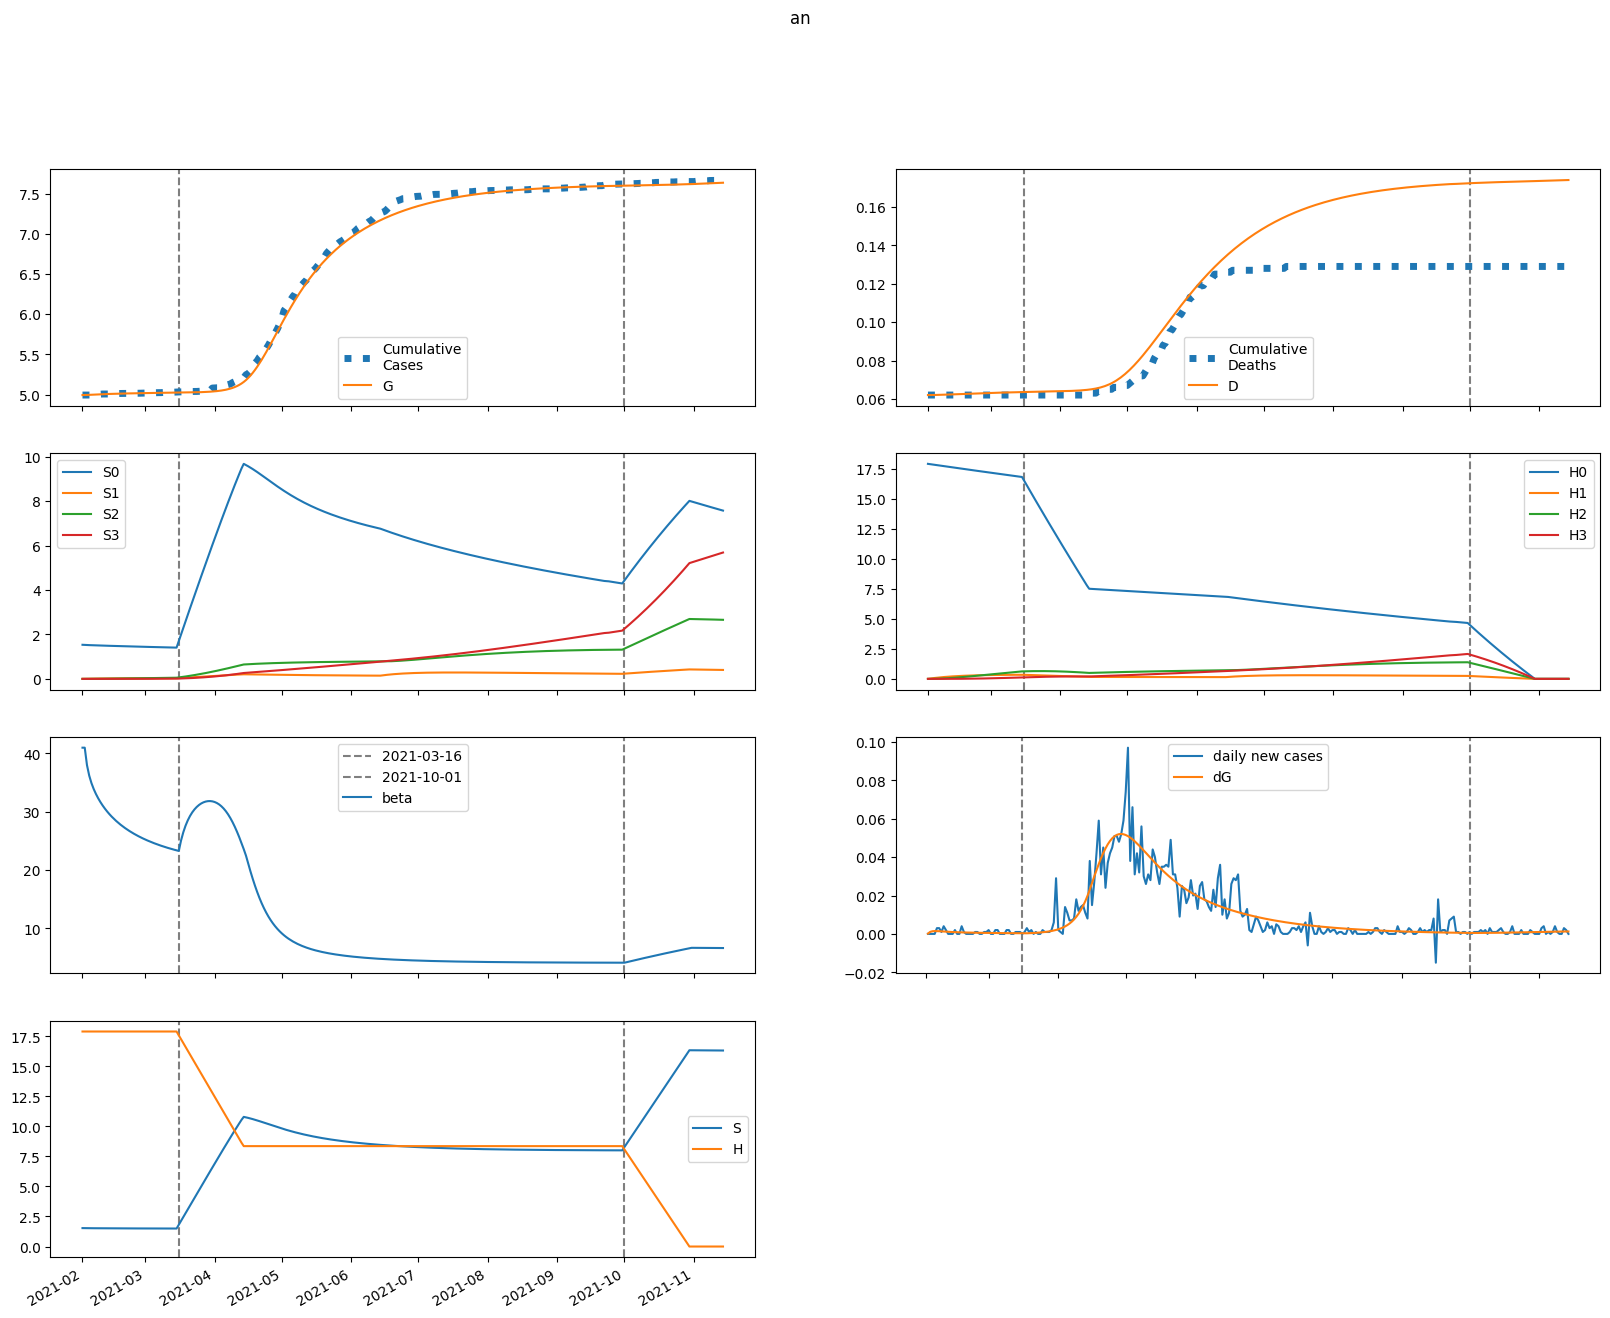 an
7.5
7.0
6.5
6.0
5.5
5.0
Cumulative
Cases
G
0.16
0.14
0.12
0.10
0.08
0.06
Cumulative
Deaths
D
10
8
6
4
2
0
S0
S1
S2
S3
17.5
15.0
12.5
10.0
7.5
5.0
2.5
0.0
H0
H1
H2
H3
40
30
20
10
2021-03-16
2021-10-01
beta
0.10
0.08
0.06
0.04
0.02
0.00
−0.02
daily new cases
dG
17.5
15.0
12.5
10.0
7.5
5.0
2.5
0.0
S
H
2021-02
2021-03
2021-04
2021-05
2021-06
2021-07
2021-08
2021-09
2021-10
2021-11